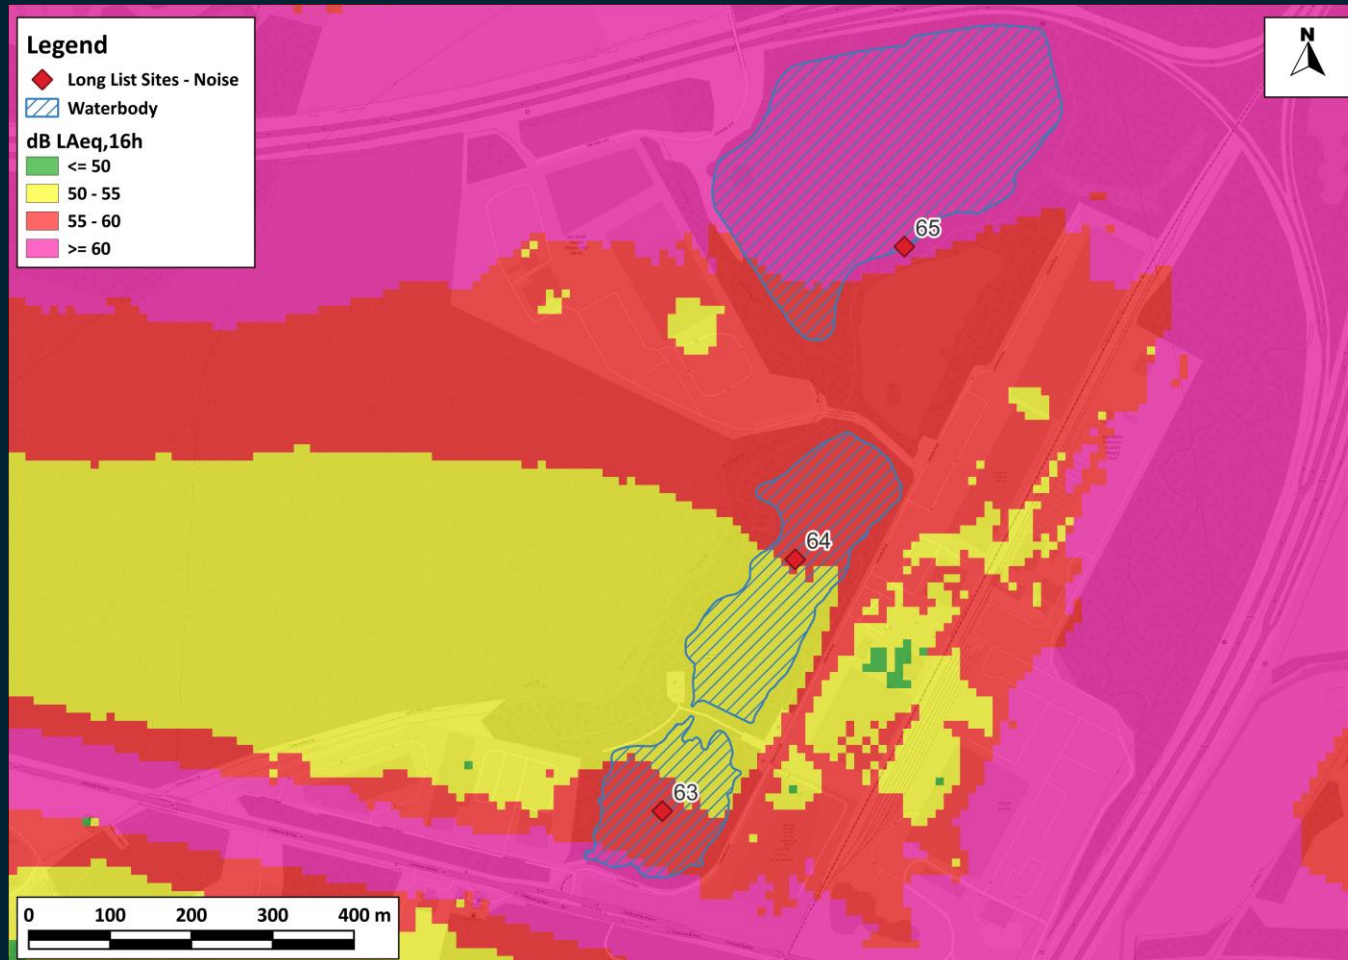 Legend
Long List Sites - Noise
Waterbody
dB LAeq,16h
<= 50
50 - 55
55 - 60
>= 60
N
65
64
63
0 100 200 300 400 m